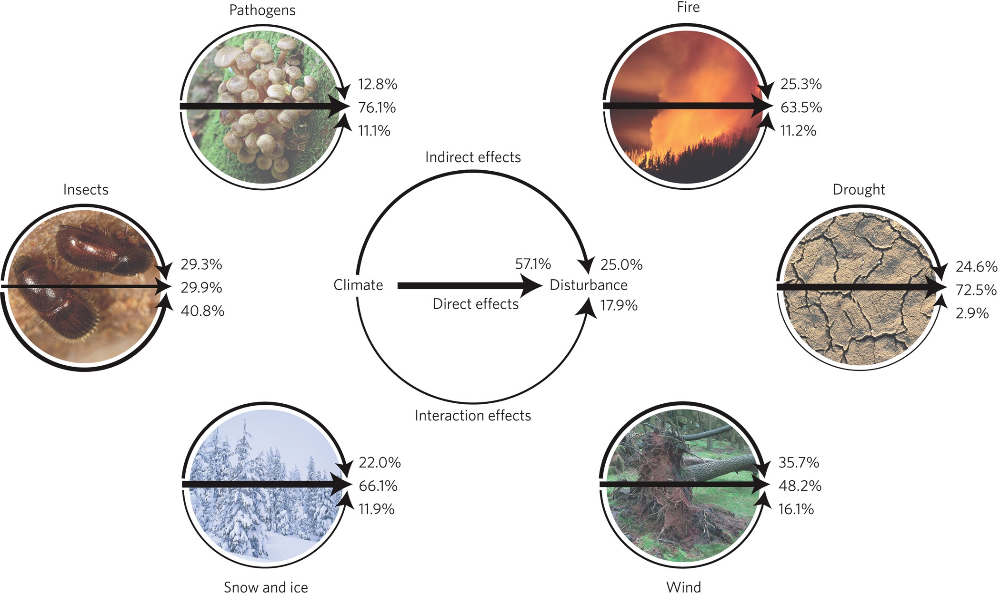 Pathogens
12.8%
76.1%
11.1%
Fire
25.3%
63.5%
11.2%
Insects
29.3%
29.9%
40.8%
Indirect effects
57.1%
25.0%
Climate
Disturbance
Direct effects
17.9%
Interaction effects
Drought
24.6%
72.5%
2.9%
22.0%
66.1%
11.9%
Snow and ice
35.7%
48.2%
16.1%
Wind